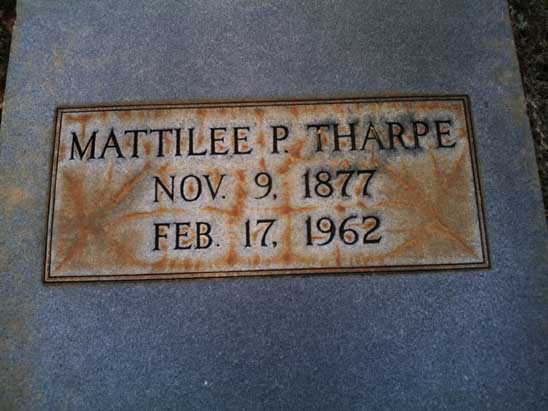 MATTILEE P. THARPE
NOV. 9, 1877
FEB. 17, 1962